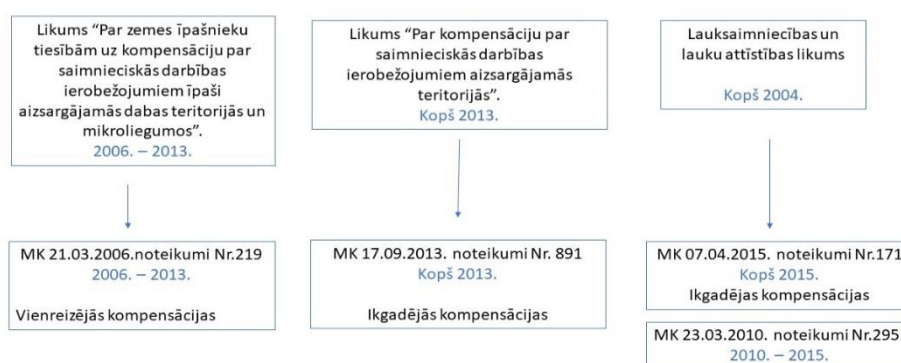 Likums “Par zemes īpašnieku
tiesībām uz kompensāciju par
saimnieciskās darbības
ierobežojumiem īpaši
aizsargājamās dabas teritorijās un
mikroliegumos”.
2006. – 2013.
Likums “Par kompensāciju par
saimnieciskās darbības
ierobežojumiem aizsargājamās
teritorijās”.
Kopš 2013.
Lauksaimniecības un
lauku attīstības likums
Kopš 2004.
MK 21.03.2006.noteikumi Nr.219
2006. – 2013.
Vienreizējās kompensācijas
MK 17.09.2013. noteikumi Nr. 891
Kopš 2013.
Ikgadējās kompensācijas
MK 07.04.2015. noteikumi Nr.171
Kopš 2015.
Ikgadējas kompensācijas
MK 23.03.2010. noteikumi Nr.295
2010. – 2015.